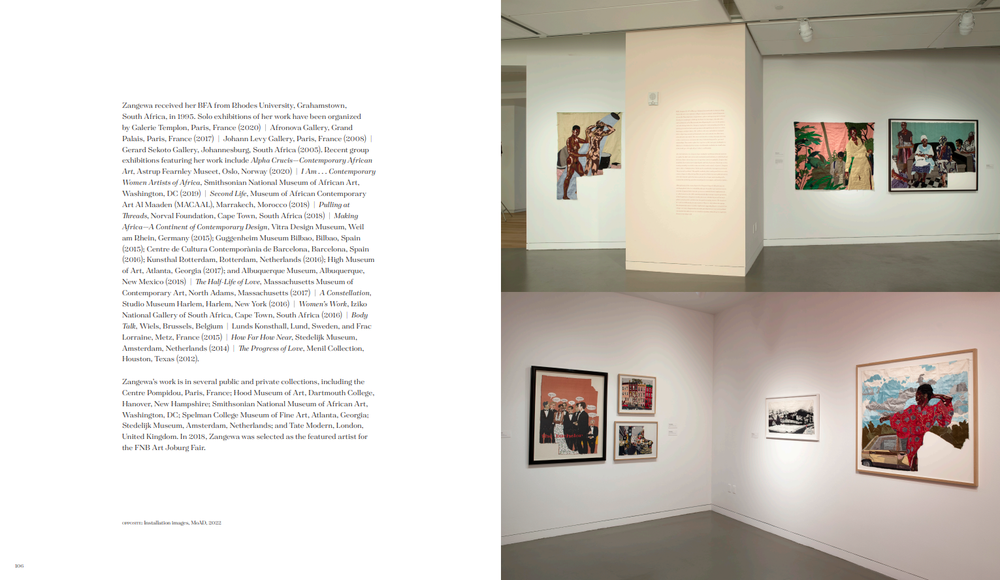 Zangewa received her BFA from Rhodes University, Grahamstown,
South Africa, in 1995. Solo exhibitions of her work have been organized
by Galerie Templon, Paris, France (2020) | Afronova Gallery, Grand
Palais, Paris, France (2017) | Johann Levy Gallery, Paris, France (2008) |
Gerard Sekoto Gallery, Johannesburg, South Africa (2005). Recent group
exhibitions featuring her work include Alpha Crucis—Contemporary African
Art, Astrup Fearnley Museet, Oslo, Norway (2020) | I Am . . . Contemporary
Women Artists of Africa, Smithsonian National Museum of African Art,
Washington, DC (2019) | Second Life, Museum of African Contemporary
Art Al Maaden (MACAAL), Marrakech, Morocco (2018) | Pulling at
Threads, Norval Foundation, Cape Town, South Africa (2018) | Making
Africa—A Continent of Contemporary Design, Vitra Design Museum, Weil
am Rhein, Germany (2015); Guggenheim Museum Bilbao, Bilbao, Spain
(2015); Centre de Cultura Contemporània de Barcelona, Barcelona, Spain
(2016); Kunsthal Rotterdam, Rotterdam, Netherlands (2016); High Museum
of Art, Atlanta, Georgia (2017); and Albuquerque Museum, Albuquerque,
New Mexico (2018) | The Half-Life of Love, Massachusetts Museum of
Contemporary Art, North Adams, Massachusetts (2017) | A Constellation,
Studio Museum Harlem, Harlem, New York (2016) | Women's Work, Iziko
National Gallery of South Africa, Cape Town, South Africa (2016) | Body
Talk, Wiels, Brussels, Belgium | Lunds Konsthall, Lund, Sweden, and Frac
Lorraine, Metz, France (2015) | How Far How Near, Stedelijk Museum,
Amsterdam, Netherlands (2014) | The Progress of Love, Menil Collection,
Houston, Texas (2012).
Zangewa's work is in several public and private collections, including the
Centre Pompidou, Paris, France; Hood Museum of Art, Dartmouth College,
Hanover, New Hampshire; Smithsonian National Museum of African Art,
Washington, DC; Spelman College Museum of Fine Art, Atlanta, Georgia;
Stedelijk Museum, Amsterdam, Netherlands; and Tate Modern, London,
United Kingdom. In 2018, Zangewa was selected as the featured artist for
the FNB Art Joburg Fair.
OPPOSITE: Installation images, MoAD, 2022
106
The Bachelor